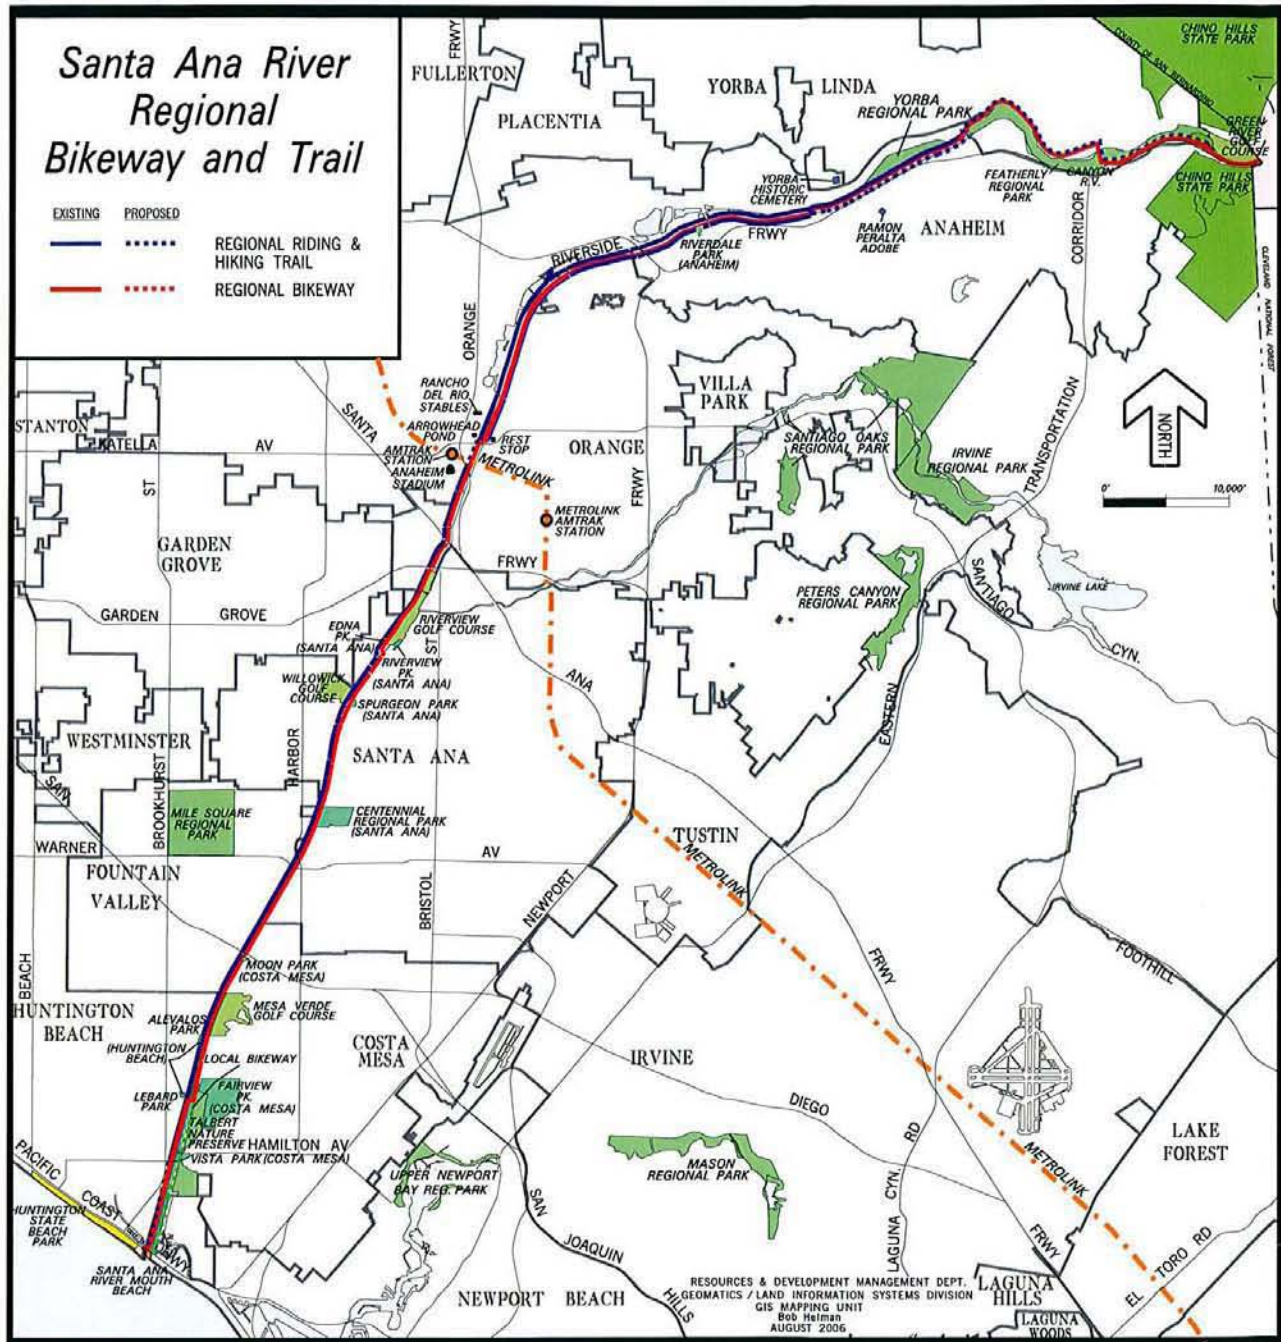 Santa Ana River
Regional
Bikeway and Trail
EXISTING PROPOSED
REGIONAL RIDING &
HIKING TRAIL
REGIONAL BIKEWAY
FRWY
FULLERTON
PLACENTIA
YORBA LINDA
YORBA
REGIONAL PARK
CHINO HILLS
STATE PARK
COUNTY OF SAN BERNARDINO
GREEN
RIVER
GOLF
COURSE
YORBA
HISTORIC
CEMETERY
FEATHERLY
REGIONAL
PARK
CANYON
R.V.
CHINO HILLS
STATE PARK
RIVERSIDE
FRWY
RIVERDALE
PARK
(ANAHEIM)
RAMON
PERALTA
ADOBE
ANAHEIM
CORRIDOR
CLEVELAND NATIONAL FOREST
ORANGE
RANCHO
DEL RIO
STABLES
VILLA
PARK
STANTON
KATELLA
AV
SANTA
ARROWHEAD
POND
REST
STOP
AMTRAK
STATION
ANAHEIM
STADIUM
METROLINK
ORANGE
SANTIAGO OAKS
REGIONAL PARK
IRVINE
REGIONAL PARK
TRANSPORTATION
NORTH
0' 10,000'
ST
FRWY
METROLINK
AMTRAK
STATION
GARDEN
GROVE
FRWY
PETERS CANYON
REGIONAL PARK
SANTIAGO
IRVINE LAKE
CYN.
GARDEN GROVE
EDNA
PK.
(SANTA ANA)
RIVERVIEW
GOLF COURSE
ST
RIVERVIEW
PK.
(SANTA ANA)
WILLOWICK
GOLF
COURSE
SPURGEON PARK
(SANTA ANA)
ANA
EASTERN
WESTMINSTER
SANTA ANA
HARBOR
BROOKHURST
SAN
MILE SQUARE
REGIONAL
PARK
CENTENNIAL
REGIONAL PARK
(SANTA ANA)
WARNER
AV
TUSTIN
METROLINK
FOUNTAIN
VALLEY
BRISTOL
NEWPORT
FRWY
FOOTHILL
BEACH
MOON PARK
(COSTA MESA)
HUNTINGTON
BEACH
ALEVALOS
PARK
MESA VERDE
GOLF COURSE
(HUNTINGTON
BEACH)
LOCAL BIKEWAY
COSTA
MESA
IRVINE
LEBARD
PARK
FAIRVIEW
PK.
(COSTA MESA)
TALBERT
NATURE
PRESERVE
HAMILTON AV
VISTA PARK (COSTA MESA)
DIEGO
RD
LAKE
FOREST
PACIFIC
COAST
HWY
HUNTINGTON
STATE
BEACH
PARK
UPPER NEWPORT
BAY REG. PARK
MASON
REGIONAL PARK
METROLINK
SAN
JOAQUIN
HILLS
LAGUNA CYN.
FRWY
EL TORO RD
SANTA ANA
RIVER MOUTH
BEACH
NEWPORT BEACH
RESOURCES & DEVELOPMENT MANAGEMENT DEPT.
GEOMATICS / LAND INFORMATION SYSTEMS DIVISION
GIS MAPPING UNIT
Bob Helman
AUGUST 2006
LAGUNA
HILLS
LAGUNA
WOODS